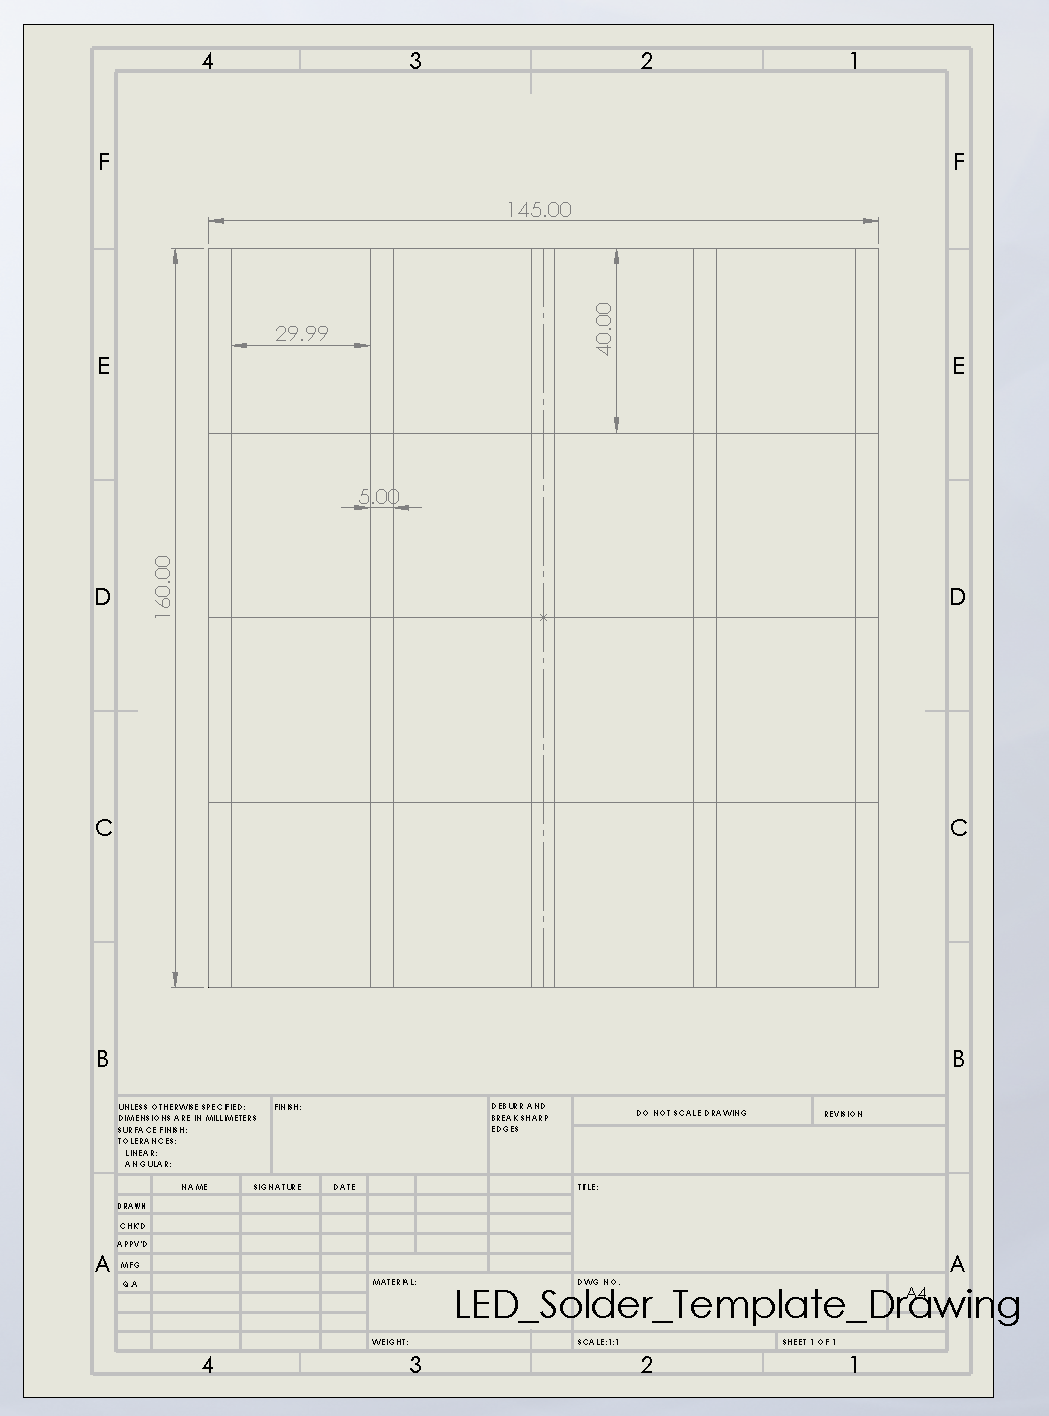 4 3 2 1
F F
145.00
40.00
29.99
E E
5.00
160.00
D D
C C
B B
UNLESS OTHERWISE SPECIFIED:
DIMENSIONS ARE IN MILLIMETERS
SURFACE FINISH:
TOLERANCES:
LINEAR:
ANGULAR:
FINISH:
DEBURR AND
BREAK SHARP
EDGES
DO NOT SCALE DRAWING
REVISION
NAME SIGNATURE DATE
TITLE:
DRAWN
CHK'D
APPV'D
MFG
Q.A
A A
MATERIAL:
DWG NO.
A4
LED_Solder_Template_Drawing
WEIGHT:
SCALE:1:1
SHEET 1 OF 1
4 3 2 1